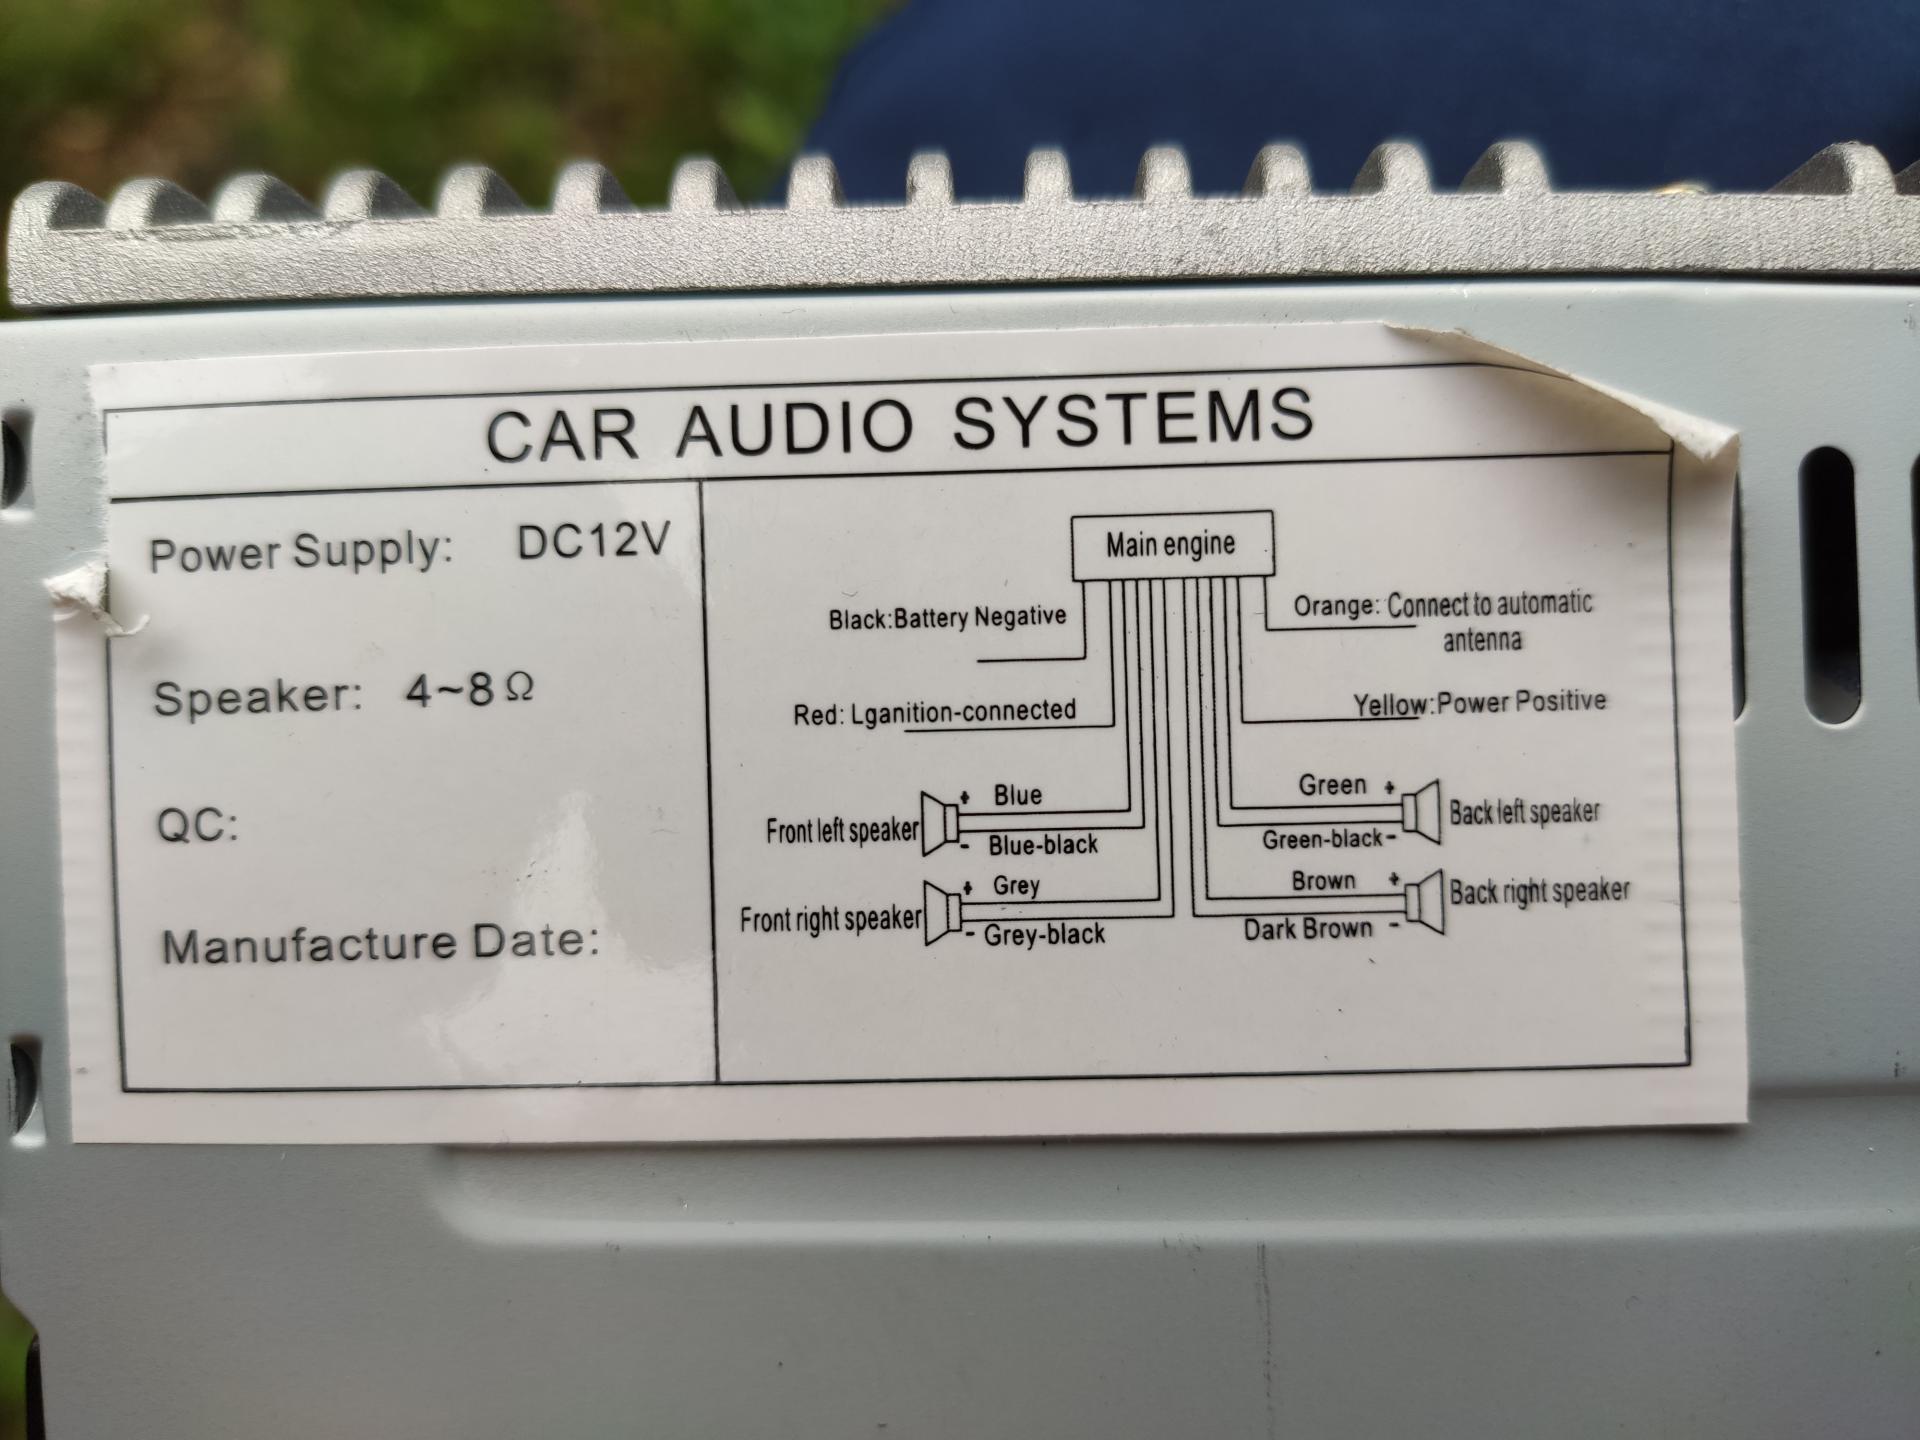 CAR AUDIO SYSTEMS
Power Supply: DC12V
Speaker: 4~8Ω
QC:
Manufacture Date:
Main engine
Black:Battery Negative
Orange: Connect to automatic
antenna
Red: Lganition-connected
Yellow:Power Positive
Front left speaker
+ Blue
- Blue-black
Green +
Green-black-
Back left speaker
Front right speaker
+ Grey
- Grey-black
Brown +
Dark Brown -
Back right speaker